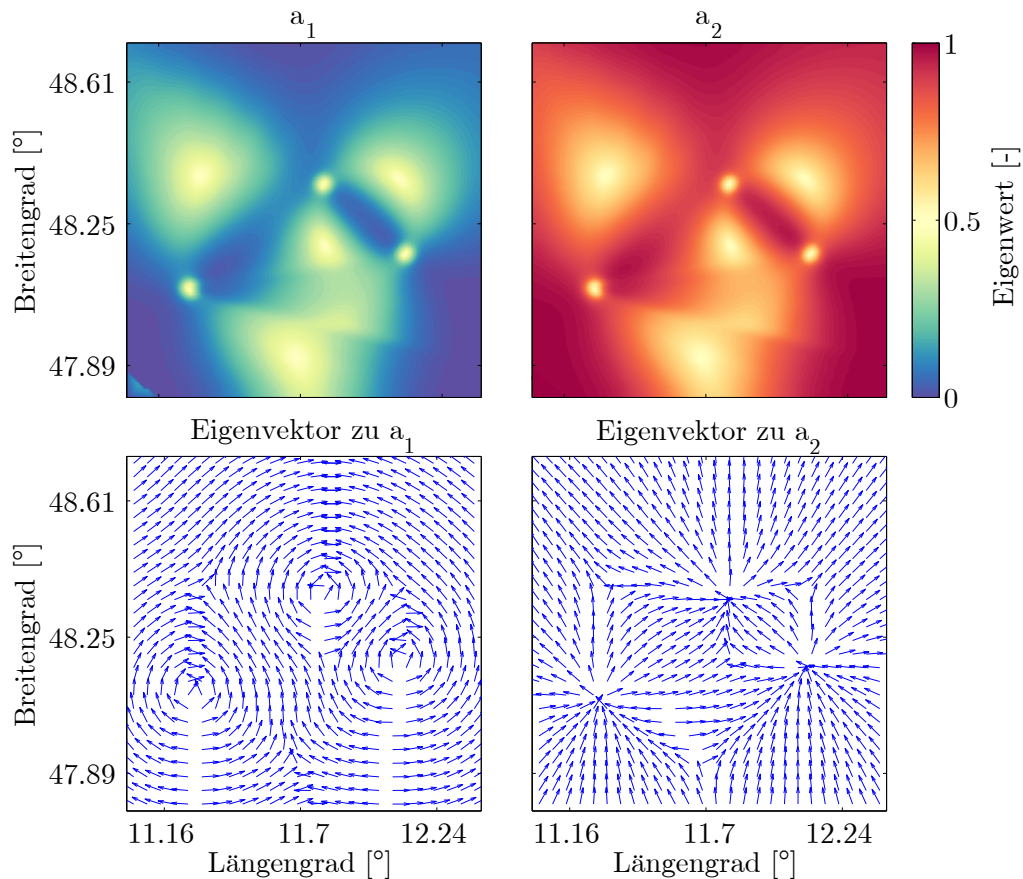 a1
a2
48.61
48.25
47.89
Breitengrad [°]
1
0.5
0
Eigenwert [-]
Eigenvektor zu a1
Eigenvektor zu a2
48.61
48.25
47.89
Breitengrad [°]
11.16
11.7
12.24
Längengrad [°]
11.16
11.7
12.24
Längengrad [°]